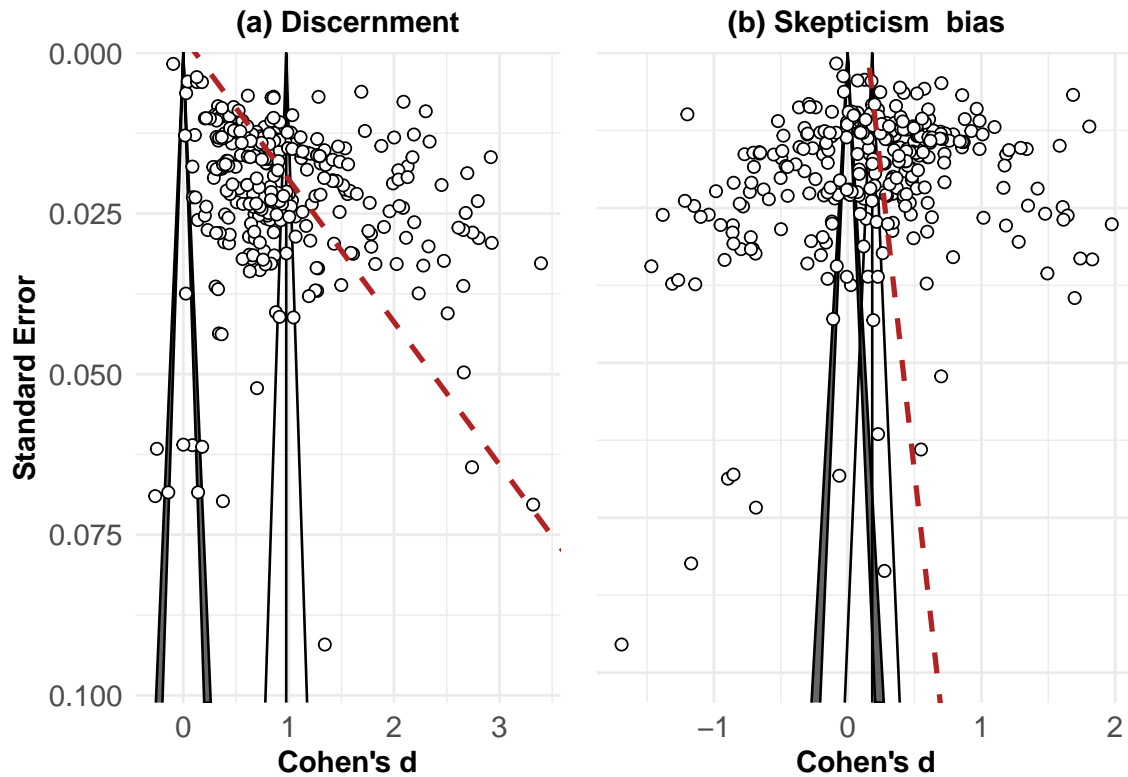 (a) Discernment
(b) Skepticism  bias
Standard Error
0.000
0.025
0.050
0.075
0.100
0 1 2 3
−1 0 1 2
Cohen's d
Cohen's d